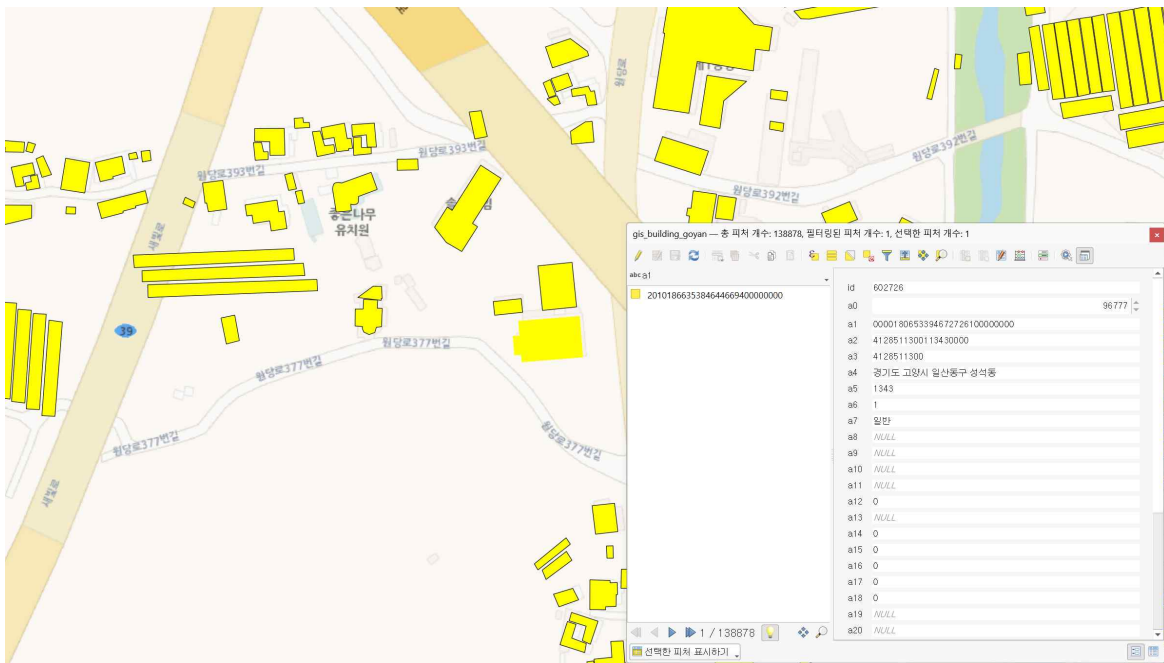 원당로
원당로393번길
원당로393번길
원당로392번길
원당로392번길
좋은나무
유치원
새빛로
39
원당로377번길
원당로377번길
원당로377번길
원당로377번길
새빛로
gis_building_goyan — 총 피처 개수: 138878, 필터링된 피처 개수: 1, 선택한 피처 개수: 1
abc a1
2010186635384644669400000000
id 602726
a0 96777
a1 0000180653394672726100000000
a2 4128511300113430000
a3 4128511300
a4 경기도 고양시 일산동구 성석동
a5 1343
a6 1
a7 일반
a8 NULL
a9 NULL
a10 NULL
a11 NULL
a12 0
a13 NULL
a14 0
a15 0
a16 0
a17 0
a18 0
a19 NULL
a20 NULL
1 / 138878
선택한 피처 표시하기